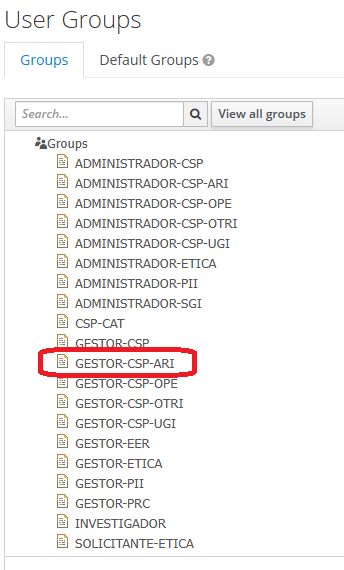 User Groups
Groups Default Groups
Search... View all groups
Groups
ADMINISTRADOR-CSP
ADMINISTRADOR-CSP-ARI
ADMINISTRADOR-CSP-OPE
ADMINISTRADOR-CSP-OTRI
ADMINISTRADOR-CSP-UGI
ADMINISTRADOR-ETICA
ADMINISTRADOR-PII
ADMINISTRADOR-SGI
CSP-CAT
GESTOR-CSP
GESTOR-CSP-ARI
GESTOR-CSP-OPE
GESTOR-CSP-OTRI
GESTOR-CSP-UGI
GESTOR-EER
GESTOR-ETICA
GESTOR-PII
GESTOR-PRC
INVESTIGADOR
SOLICITANTE-ETICA